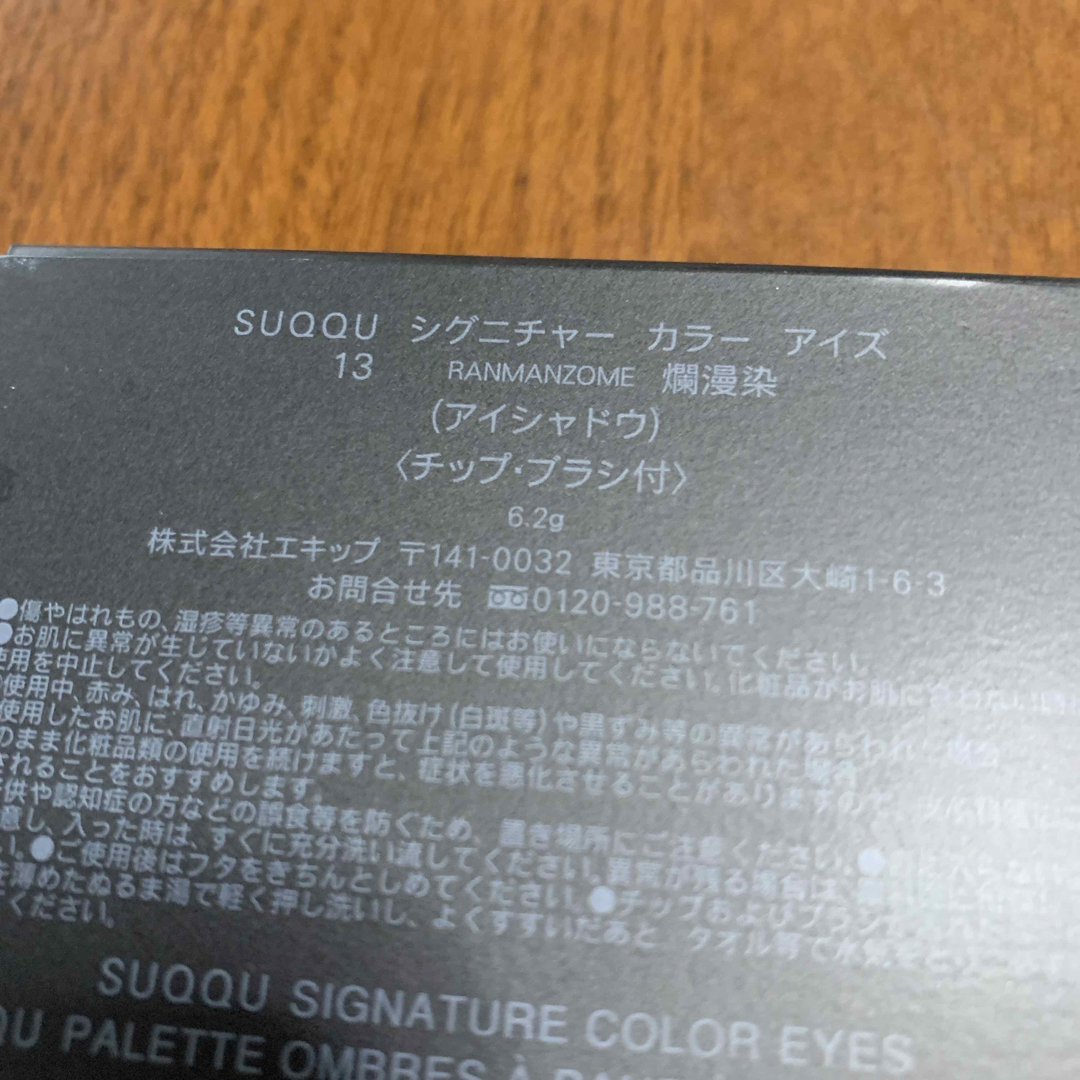 SUQQU シグニチャー カラー アイズ
13 RANMANZOME 爛漫染
(アイシャドウ)
〈チップ・ブラシ付〉
6.2g
株式会社エキップ 〒141-0032 東京都品川区大崎1-6-3
お問合せ先 0120-988-761
●傷やはれもの、湿疹等異常のあるところにはお使いにならないでください。
●お肌に異常が生じていないかよく注意して使用してください。化粧品がお肌に合わない
使用を中止してください。
使用中、赤み、はれ、かゆみ、刺激、色抜け(白斑等)や黒ずみ等の異常があらわれ
使用したお肌に、直射日光があたって上記のような異常があらわれた場合
のまま化粧品類の使用を続けますと、症状を悪化させることがありますので、
されることをおすすめします。
供や認知症の方などの誤食等を防ぐため、置き場所にご注意ください。●
意し、入った時は、すぐに充分洗い流してください。異常が残る場合は、
●ご使用後はフタをきちんとしめてください。●チップおよびブラシ
を薄めたぬるま湯で軽く押し洗いし、よくすすいだあと、タオル等で水気を
ください。
SUQQU SIGNATURE COLOR EYES
QU PALETTE OMBRES À